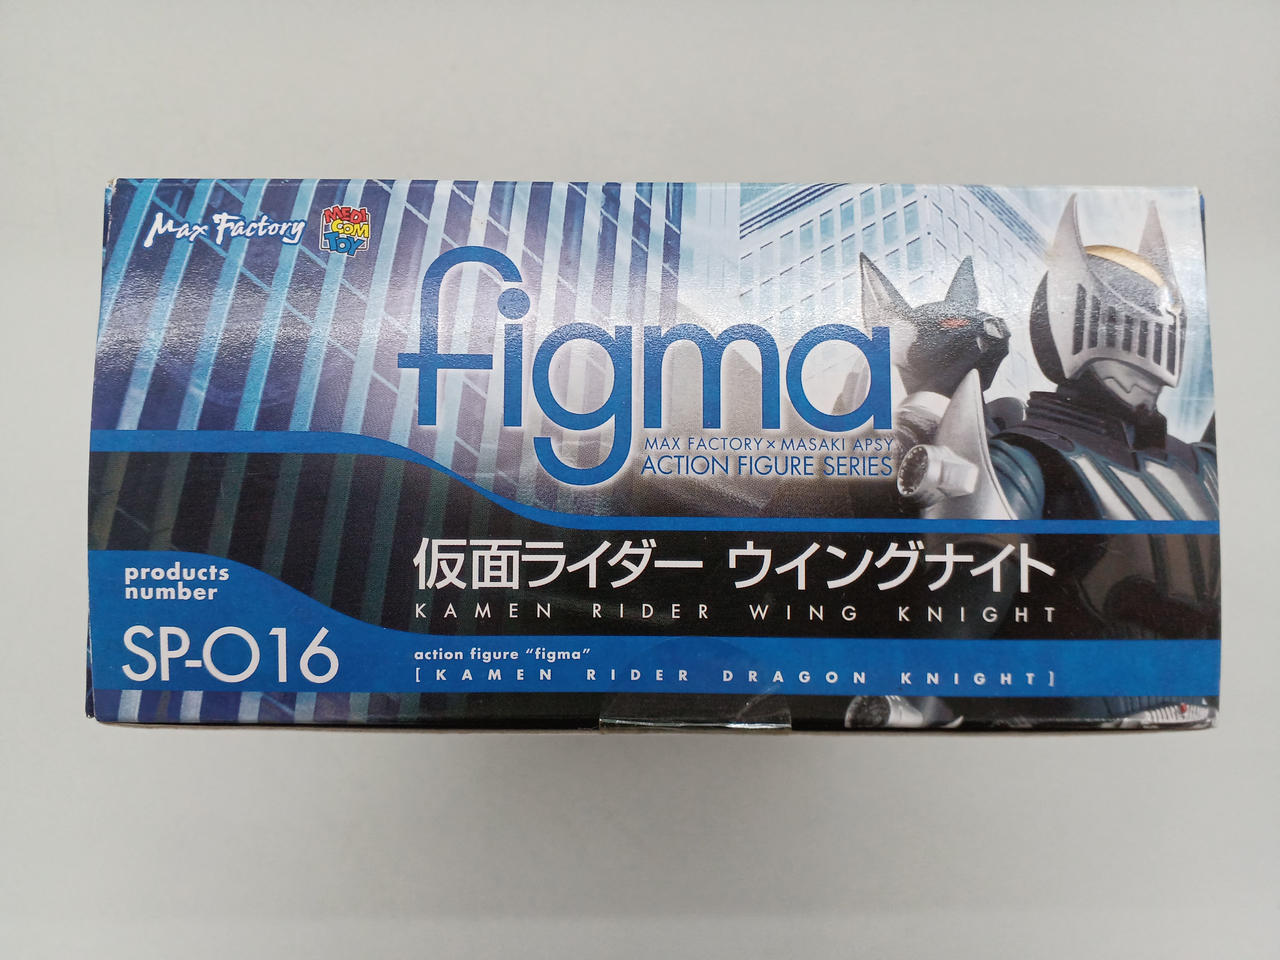 Max Factory
MEDI
COM
TOY
figma
MAX FACTORY×MASAKI APSY
ACTION FIGURE SERIES
仮面ライダー ウイングナイト
KAMEN RIDER WING KNIGHT
products
number
SP-016
action figure "figma"
[KAMEN RIDER DRAGON KNIGHT]